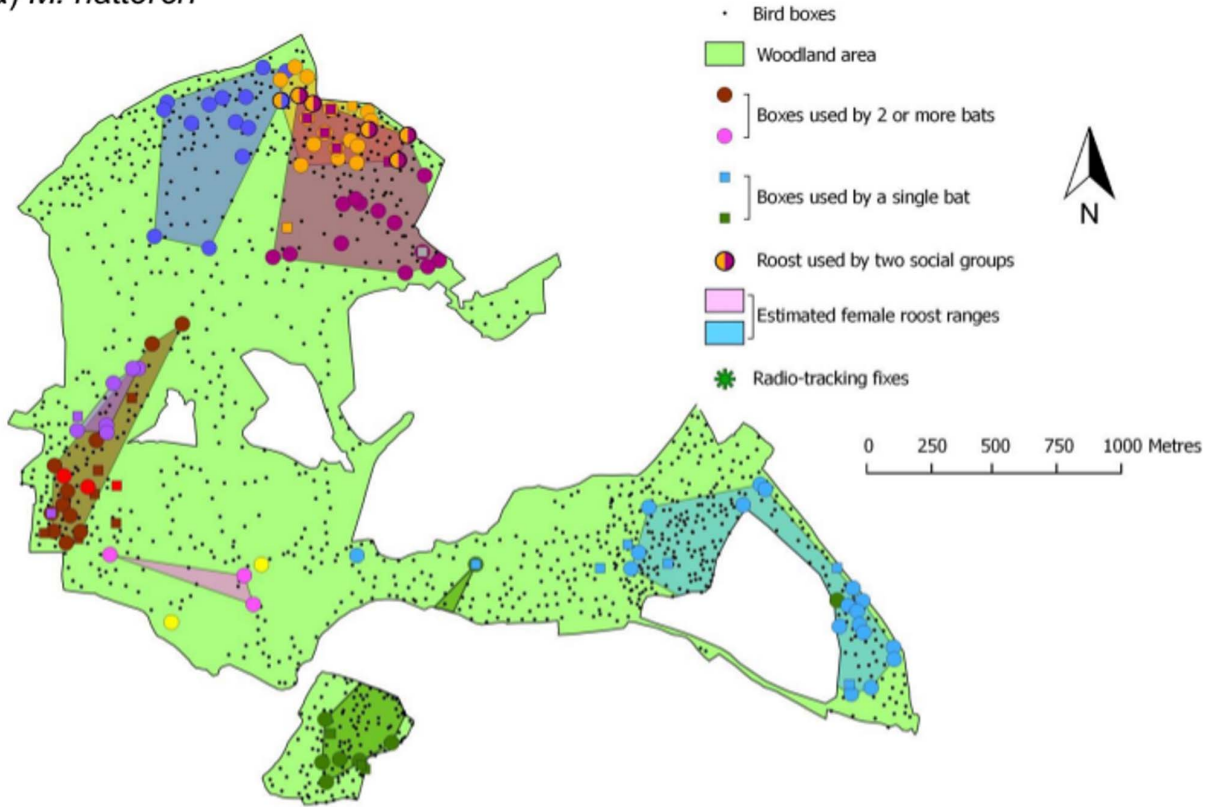 M. nattereri
Bird boxes
Woodland area
Boxes used by 2 or more bats
Boxes used by a single bat
Roost used by two social groups
Estimated female roost ranges
Radio-tracking fixes
N
0 250 500 750 1000 Metres